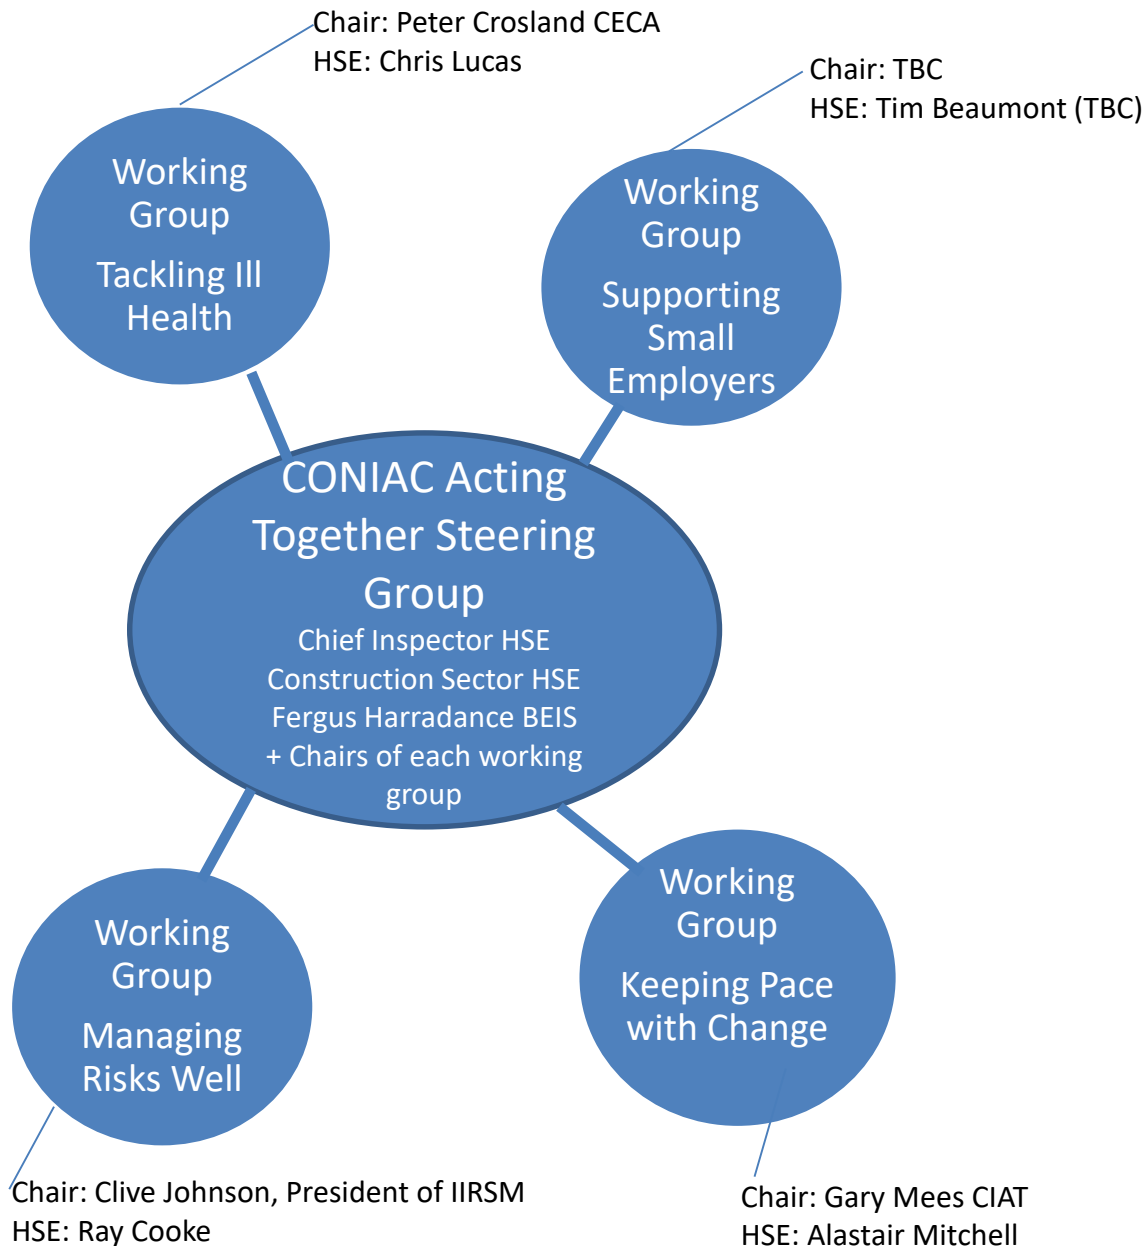 Chair: Peter Crosland CECA
HSE: Chris Lucas
Chair: TBC
HSE: Tim Beaumont (TBC)
Working
Group
Tackling Ill
Health
Working
Group
Supporting
Small
Employers
CONIAC Acting
Together Steering
Group
Chief Inspector HSE
Construction Sector HSE
Fergus Harradance BEIS
+ Chairs of each working
group
Working
Group
Managing
Risks Well
Working
Group
Keeping Pace
with Change
Chair: Clive Johnson, President of IIRSM
HSE: Ray Cooke
Chair: Gary Mees CIAT
HSE: Alastair Mitchell